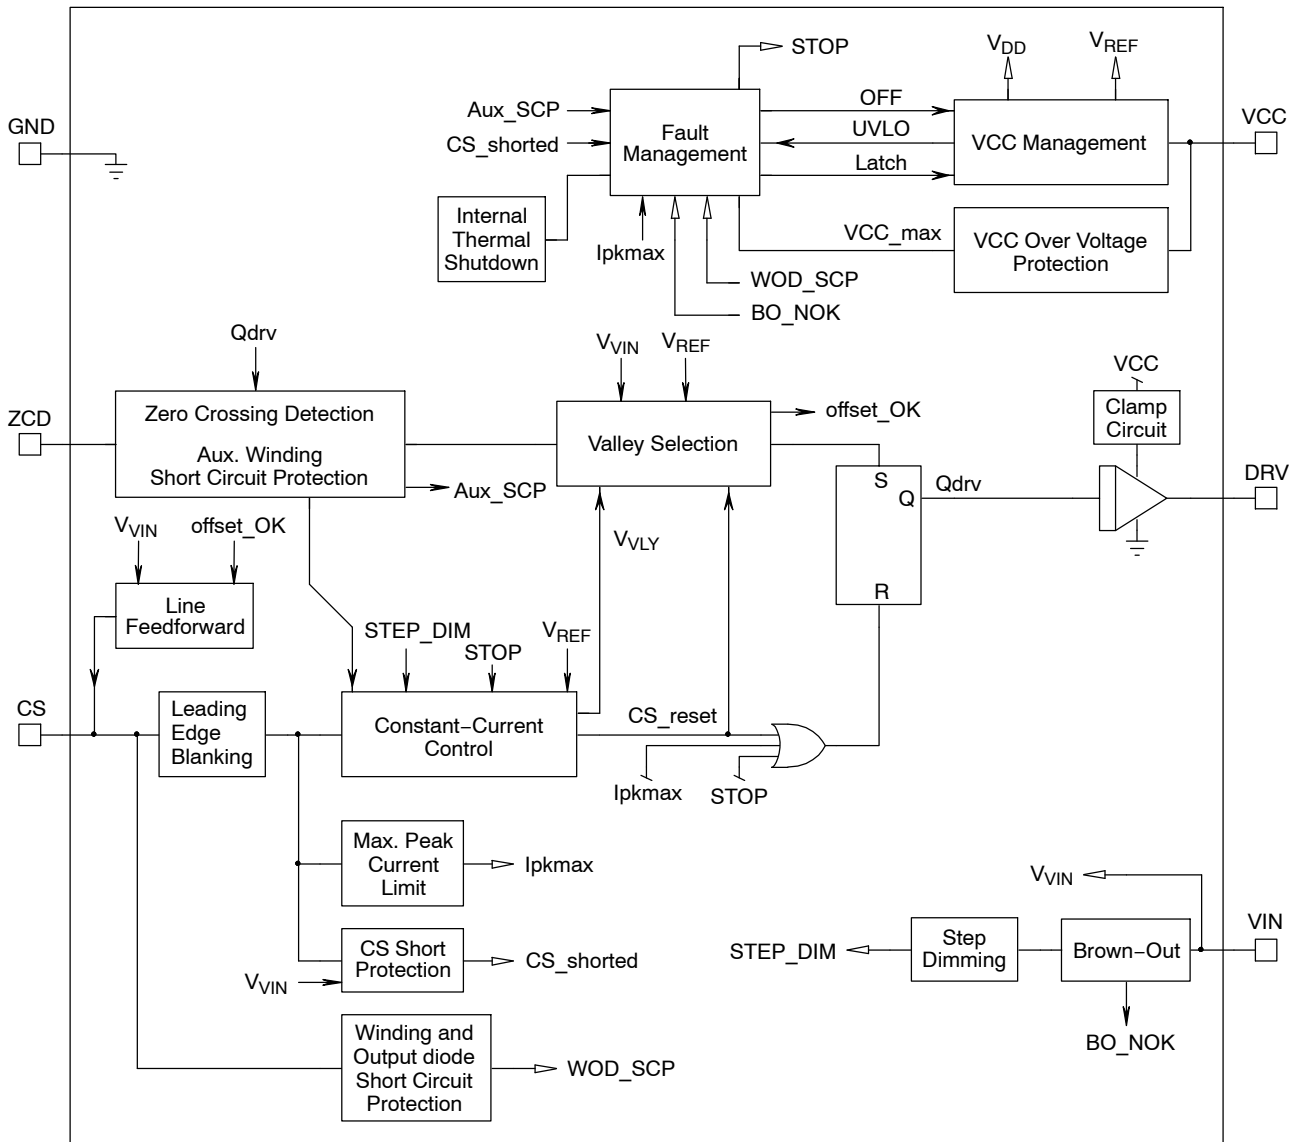 STOP
VDD
VREF
Aux_SCP
CS_shorted
Fault
Management
OFF
UVLO
Latch
VCC Management
VCC
GND
Internal
Thermal
Shutdown
Ipkmax
VCC_max
VCC Over Voltage
Protection
WOD_SCP
BO_NOK
Qdrv
VVIN
VREF
VCC
ZCD
Zero Crossing Detection
Aux. Winding
Short Circuit Protection
Valley Selection
offset_OK
Clamp
Circuit
Aux_SCP
S
Q
Qdrv
DRV
VVIN
offset_OK
VVLY
R
Line
Feedforward
STEP_DIM
STOP
VREF
CS
Leading
Edge
Blanking
Constant−Current
Control
CS_reset
Ipkmax
STOP
Max. Peak
Current
Limit
Ipkmax
VVIN
VIN
CS Short
Protection
CS_shorted
VVIN
STEP_DIM
Step
Dimming
Brown−Out
BO_NOK
Winding and
Output diode
Short Circuit
Protection
WOD_SCP